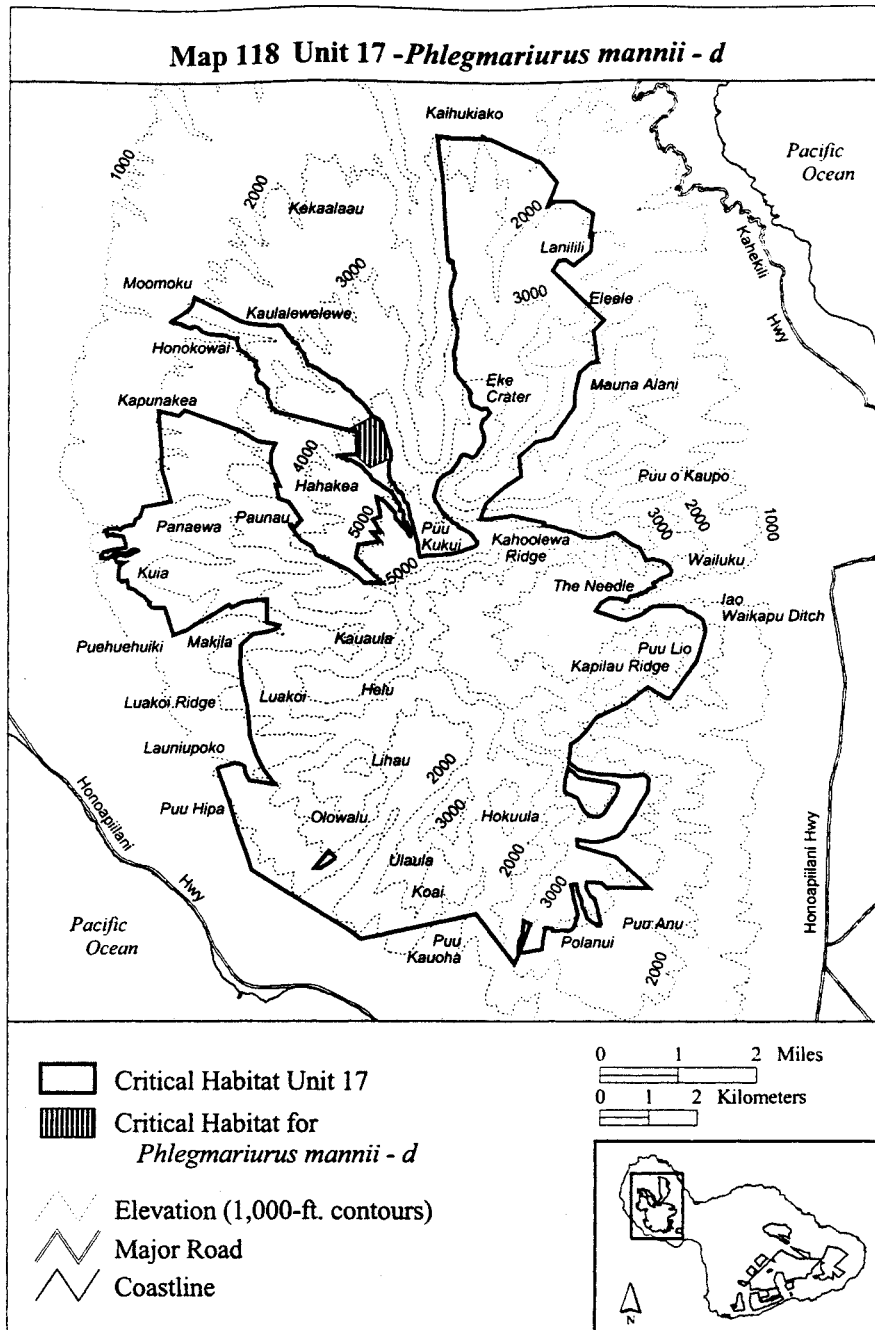 Map 118 Unit 17 -Phlegmariurus mannii - d
Kaihukiako
Pacific
Ocean
1000
2000
Kekaalaau
2000
Lanilili
Kahekili
Hwy
3000
3000
Eleele
Moomoku
Kaulalewelewe
Honokowai
Eke
Crater
Mauna Alani
Kapunakea
4000
Hahakea
Puu o Kaupo
Panaewa
Paunau
5000
Puu
Kukui
Kahoolewa
Ridge
3000
2000
1000
Wailuku
5000
Kuia
The Needle
Iao
Waikapu Ditch
Puehuehuiki
Makila
Kauaula
Puu Lio
Kapilau Ridge
Luakoi Ridge
Luakoi
Helu
Launiupoko
Lihau
2000
Honoapiilani
Hwy
Puu Hipa
Olowalu
3000
Hokuula
Ulaula
2000
Honoapiilani Hwy
Koai
3000
Pacific
Ocean
Puu
Kauoha
Polanui
Puu Anu
2000
Critical Habitat Unit 17
Critical Habitat for
Phlegmariurus mannii - d
Elevation (1,000-ft. contours)
Major Road
Coastline
0 1 2 Miles
0 1 2 Kilometers
N